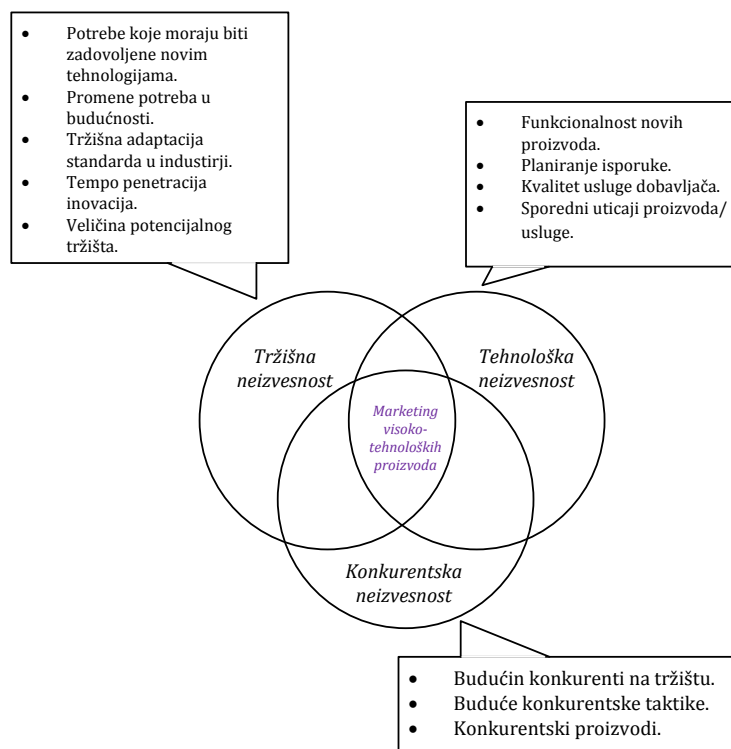 • Potrebe koje moraju biti
zadovoljene novim
tehnologijama.
• Promene potreba u
budućnosti.
• Tržišna adaptacija
standarda u industirji.
• Tempo penetracija
inovacija.
• Veličina potencijalnog
tržišta.
• Funkcionalnost novih
proizvoda.
• Planiranje isporuke.
• Kvalitet usluge dobavljača.
• Sporedni uticaji proizvoda/
usluge.
Tržišna
neizvesnost
Tehnološka
neizvesnost
Marketing
visoko-
tehnoloških
proizvoda
Konkurentska
neizvesnost
• Budućin konkurenti na tržištu.
• Buduće konkurentske taktike.
• Konkurentski proizvodi.